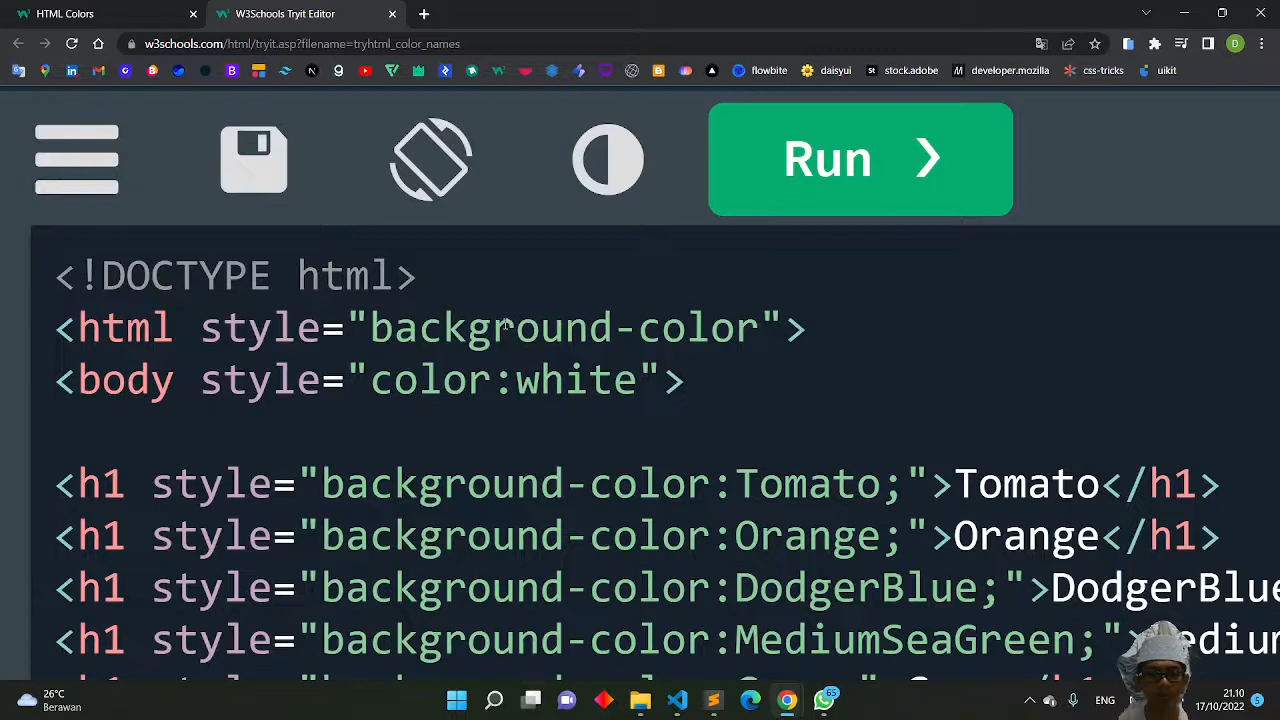 HTML Colors
W3Schools Tryit Editor
w3schools.com/html/tryit.asp?filename=tryhtml_color_names
D
flowbite
daisyui
St stock.adobe
developer.mozilla
css-tricks
uikit
Run ❯
<!DOCTYPE html>
<html style="background-color">
<body style="color:white">
<h1 style="background-color:Tomato;">Tomato</h1>
<h1 style="background-color:Orange;">Orange</h1>
<h1 style="background-color:DodgerBlue;">DodgerBlue
<h1 style="background-color:MediumSeaGreen;">
26°C
Berawan
65
ENG
21.10
17/10/2022
5